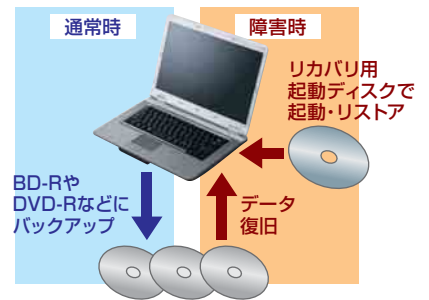 通常時
障害時
リカバリ用
起動ディスクで
起動・リストア
BD-Rや
DVD-Rなどに
バックアップ
データ
復旧